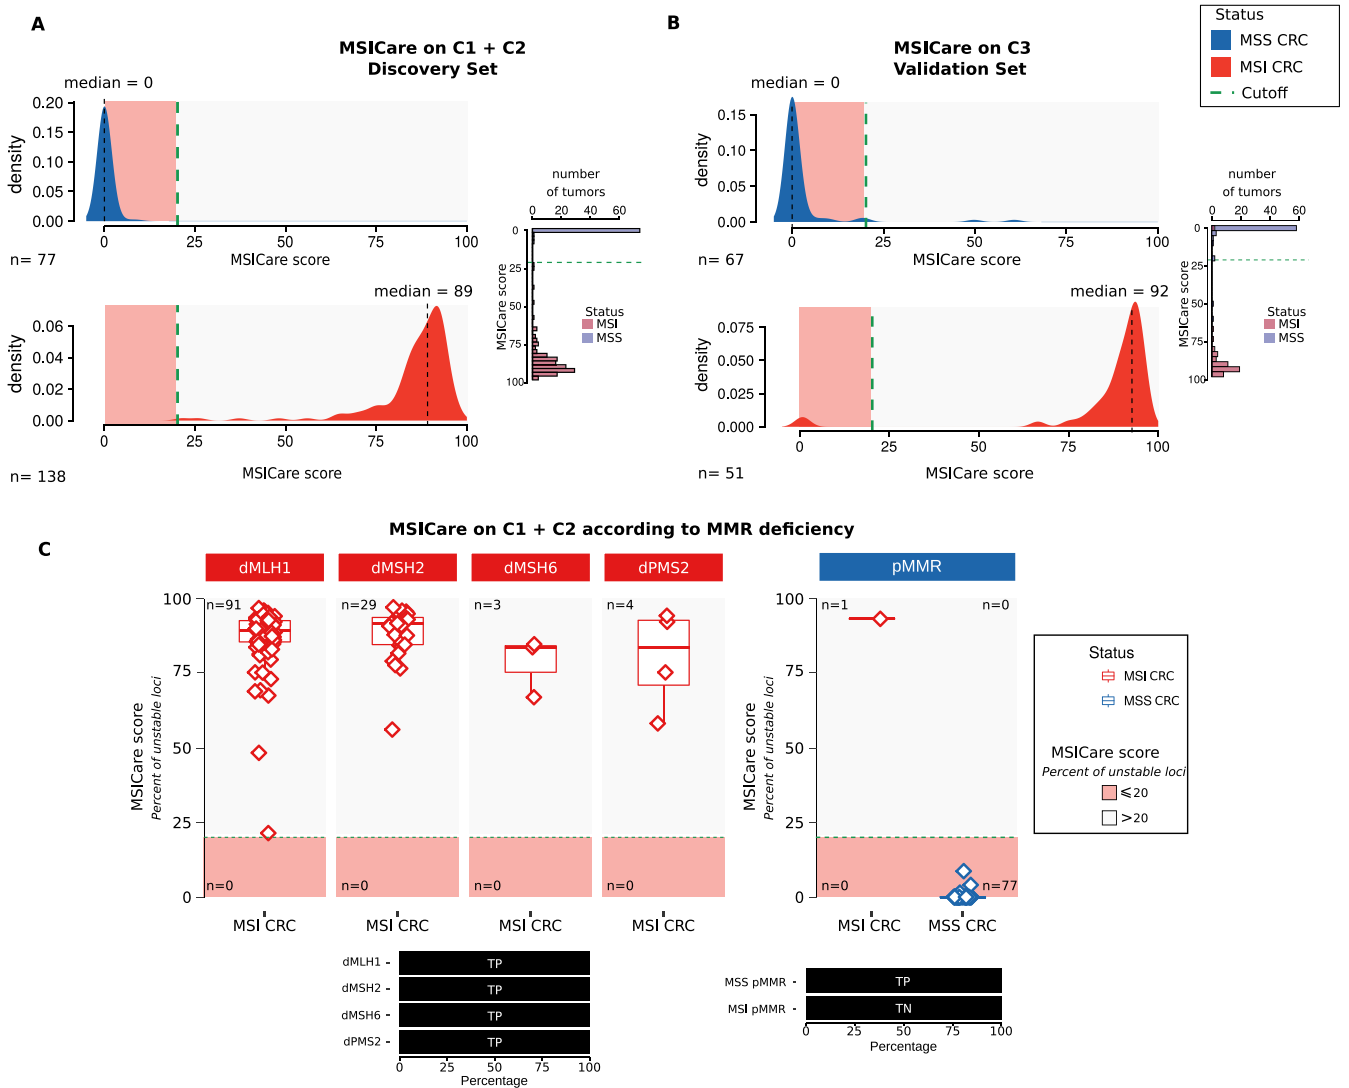 A
MSICare on C1 + C2
Discovery Set
median = 0
0.20
0.15
0.10
0.05
0.00
density
0
25
50
75
100
n= 77
MSICare score
median = 89
0.06
0.04
0.02
0.00
density
0
25
50
75
100
MSICare score
n= 138
number
of tumors
0 20 40 60
0
25
50
75
100
MSICare score
Status
MSI
MSS
B
MSICare on C3
Validation Set
median = 0
0.15
0.10
0.05
0.00
density
0
25
50
75
100
n= 67
MSICare score
median = 92
0.075
0.050
0.025
0.000
density
0
25
50
75
100
MSICare score
n= 51
number
of tumors
0 20 40 60
0
25
50
75
100
MSICare score
Status
MSI
MSS
Status
MSS CRC
MSI CRC
Cutoff
MSICare on C1 + C2 according to MMR deficiency
C
dMLH1
dMSH2
dMSH6
dPMS2
pMMR
100
75
50
25
0
MSICare score
Percent of unstable loci
n=91
n=29
n=3
n=4
n=0
n=0
n=0
n=0
MSI CRC
MSI CRC
MSI CRC
MSI CRC
100
75
50
25
0
MSICare score
Percent of unstable loci
n=1
n=0
n=0
n=77
MSI CRC
MSS CRC
Status
MSI CRC
MSS CRC
MSICare score
Percent of unstable loci
⩽20
>20
dMLH1
TP
dMSH2
TP
dMSH6
TP
dPMS2
TP
0 25 50 75 100
Percentage
MSS pMMR
TP
MSI pMMR
TN
0 25 50 75 100
Percentage